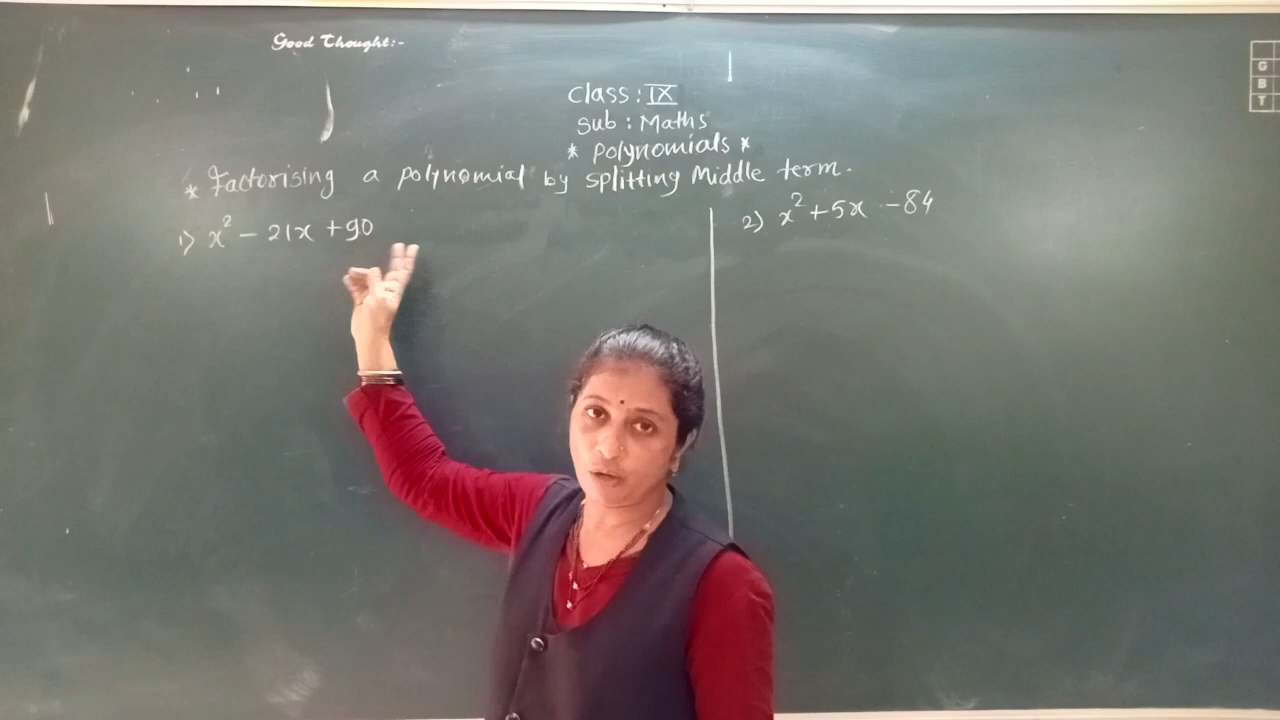 Good Thought:-
Class : IX
Sub : Maths
* Polynomials *
* Factorising a polynomial by splitting Middle term.
1) x² - 21x + 90
2) x² + 5x - 84
G
B
T